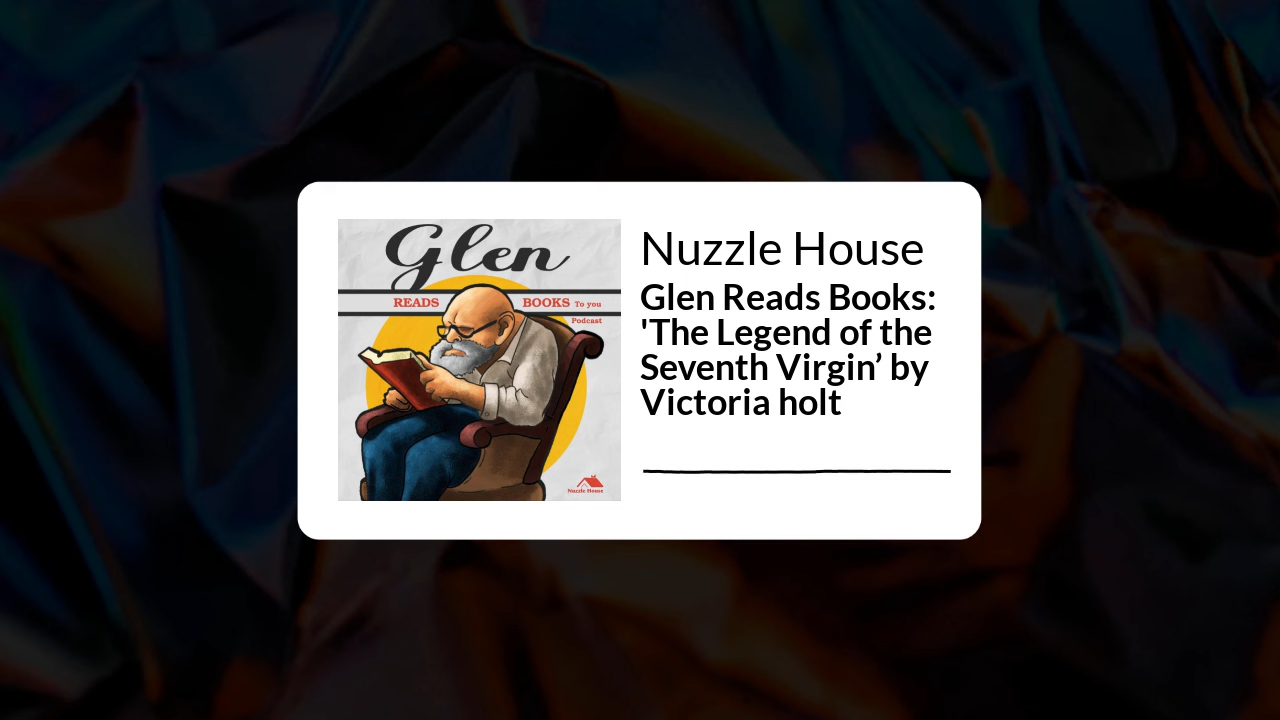 Glen
READS BOOKS To you
Podcast
Nuzzle House
Nuzzle House
Glen Reads Books:
'The Legend of the
Seventh Virgin’ by
Victoria holt